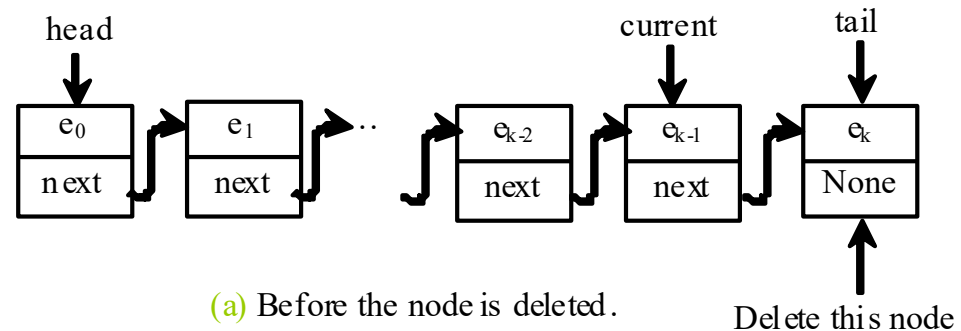 head current tail
e0 e1 .. ek-2 ek-1 ek
next next next next None
(a) Before the node is deleted.
Delete this node